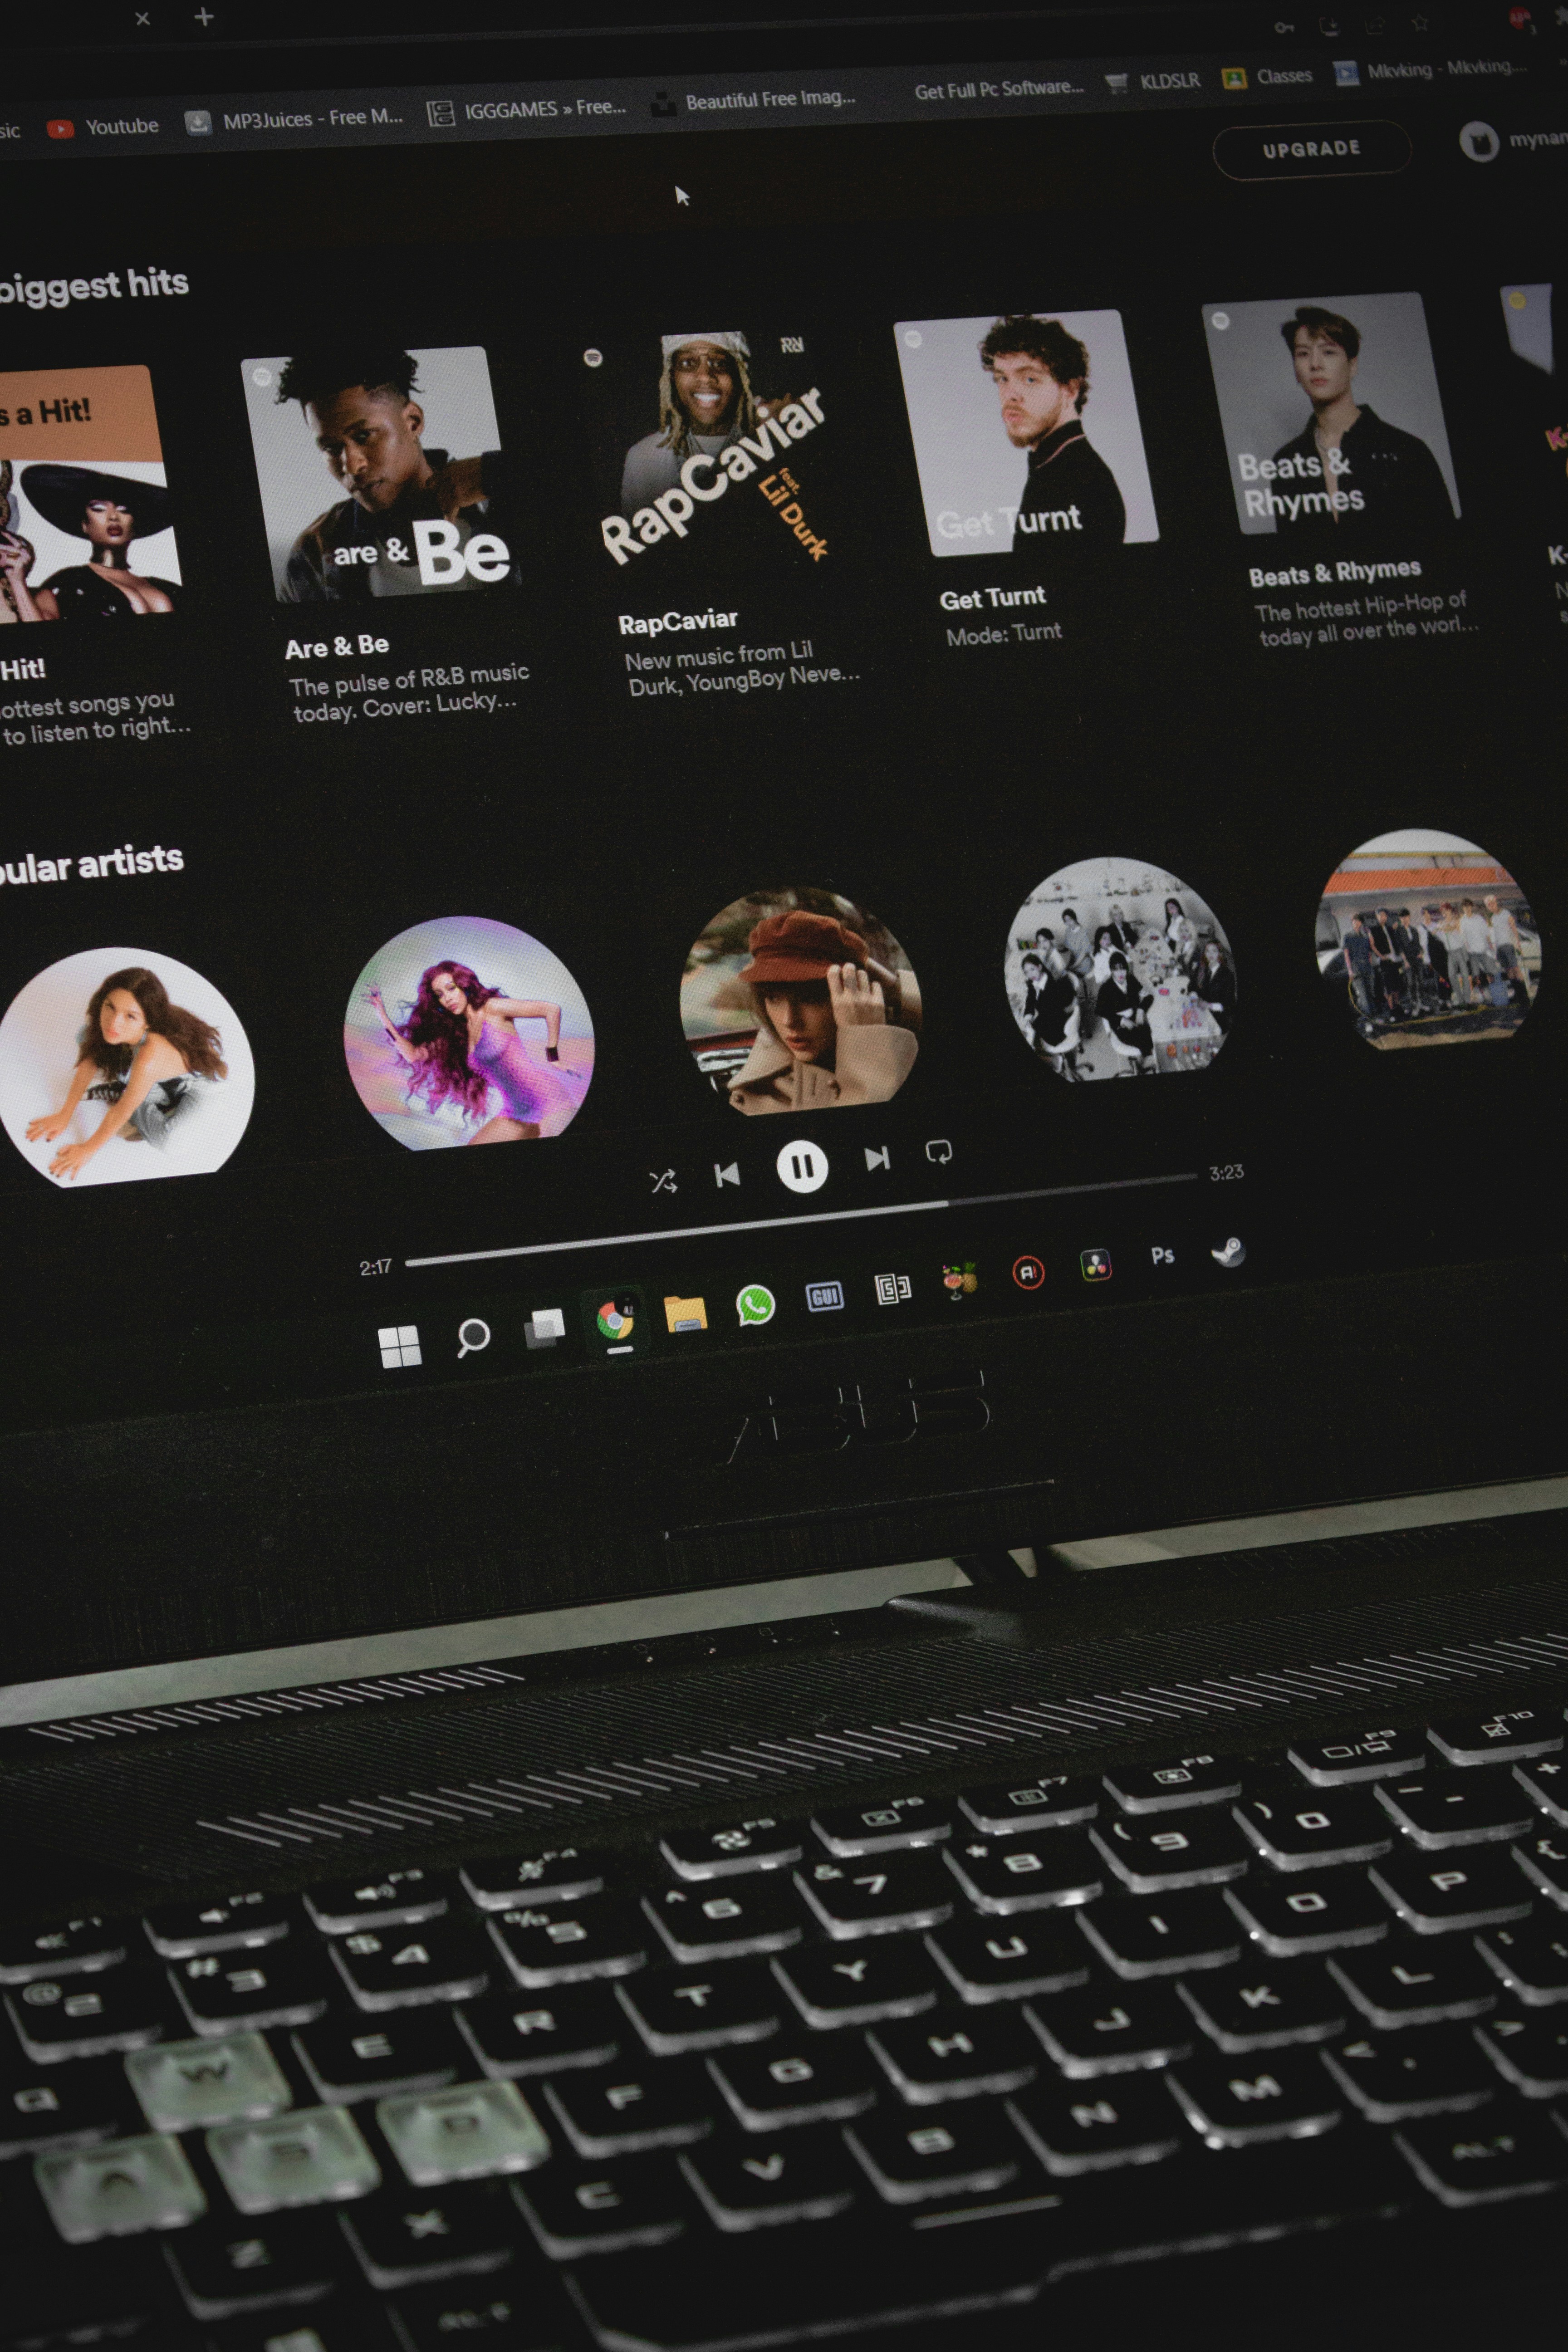 sic Youtube MP3Juices - Free M... IGGGAMES » Free... Beautiful Free Imag... Get Full Pc Software... KLDSLR Classes Mkvking - Mkvking....
UPGRADE
mynam
biggest hits
s a Hit!
are & Be
RapCaviar
feat.
Lil Durk
Get Turnt
Beats &
Rhymes
Hit!
ottest songs you
to listen to right...
Are & Be
The pulse of R&B music
today. Cover: Lucky...
RapCaviar
New music from Lil
Durk, YoungBoy Neve...
Get Turnt
Mode: Turnt
Beats & Rhymes
The hottest Hip-Hop of
today all over the worl...
K-
N
s
pular artists
2:17
3:23
GUI
A!
Ps
ASUS
F1 F2 F3 F4 F5 F6 F7 F8 F9 F10
@ 2 # 3 $ 4 % 5 ^ 6 & 7 * 8 ( 9 ) 0 - +
Q W E R T Y U I O P {
A S D F G H J K L
Z X C V B N M < .
ALT ALT